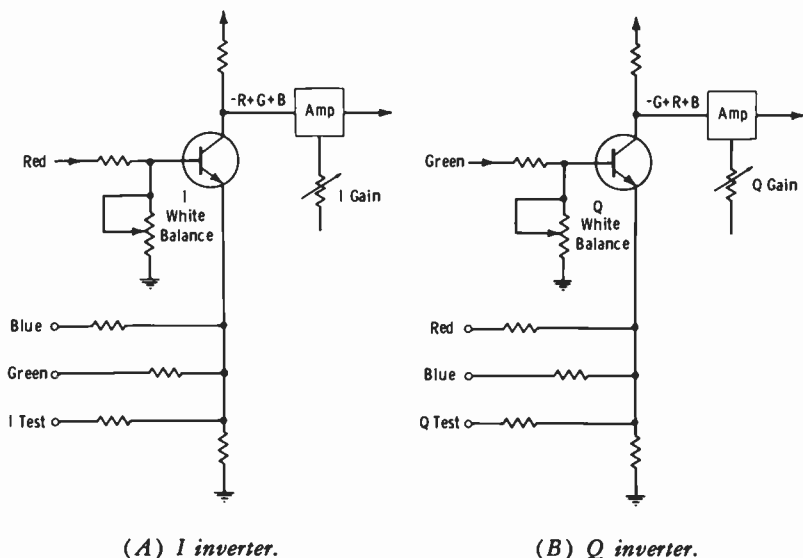 -R+G+B
Amp
Red
I
White
Balance
I Gain
Blue
Green
I Test
(A) I inverter.
-G+R+B
Amp
Green
Q
White
Balance
Q Gain
Red
Blue
Q Test
(B) Q inverter.